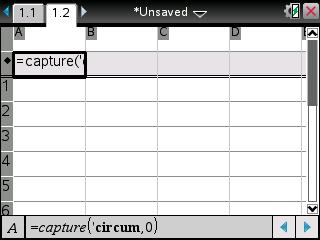 1.1 1.2 *Unsaved
A B C D
=capture('
1
2
3
4
5
6
A =capture('circum,0)